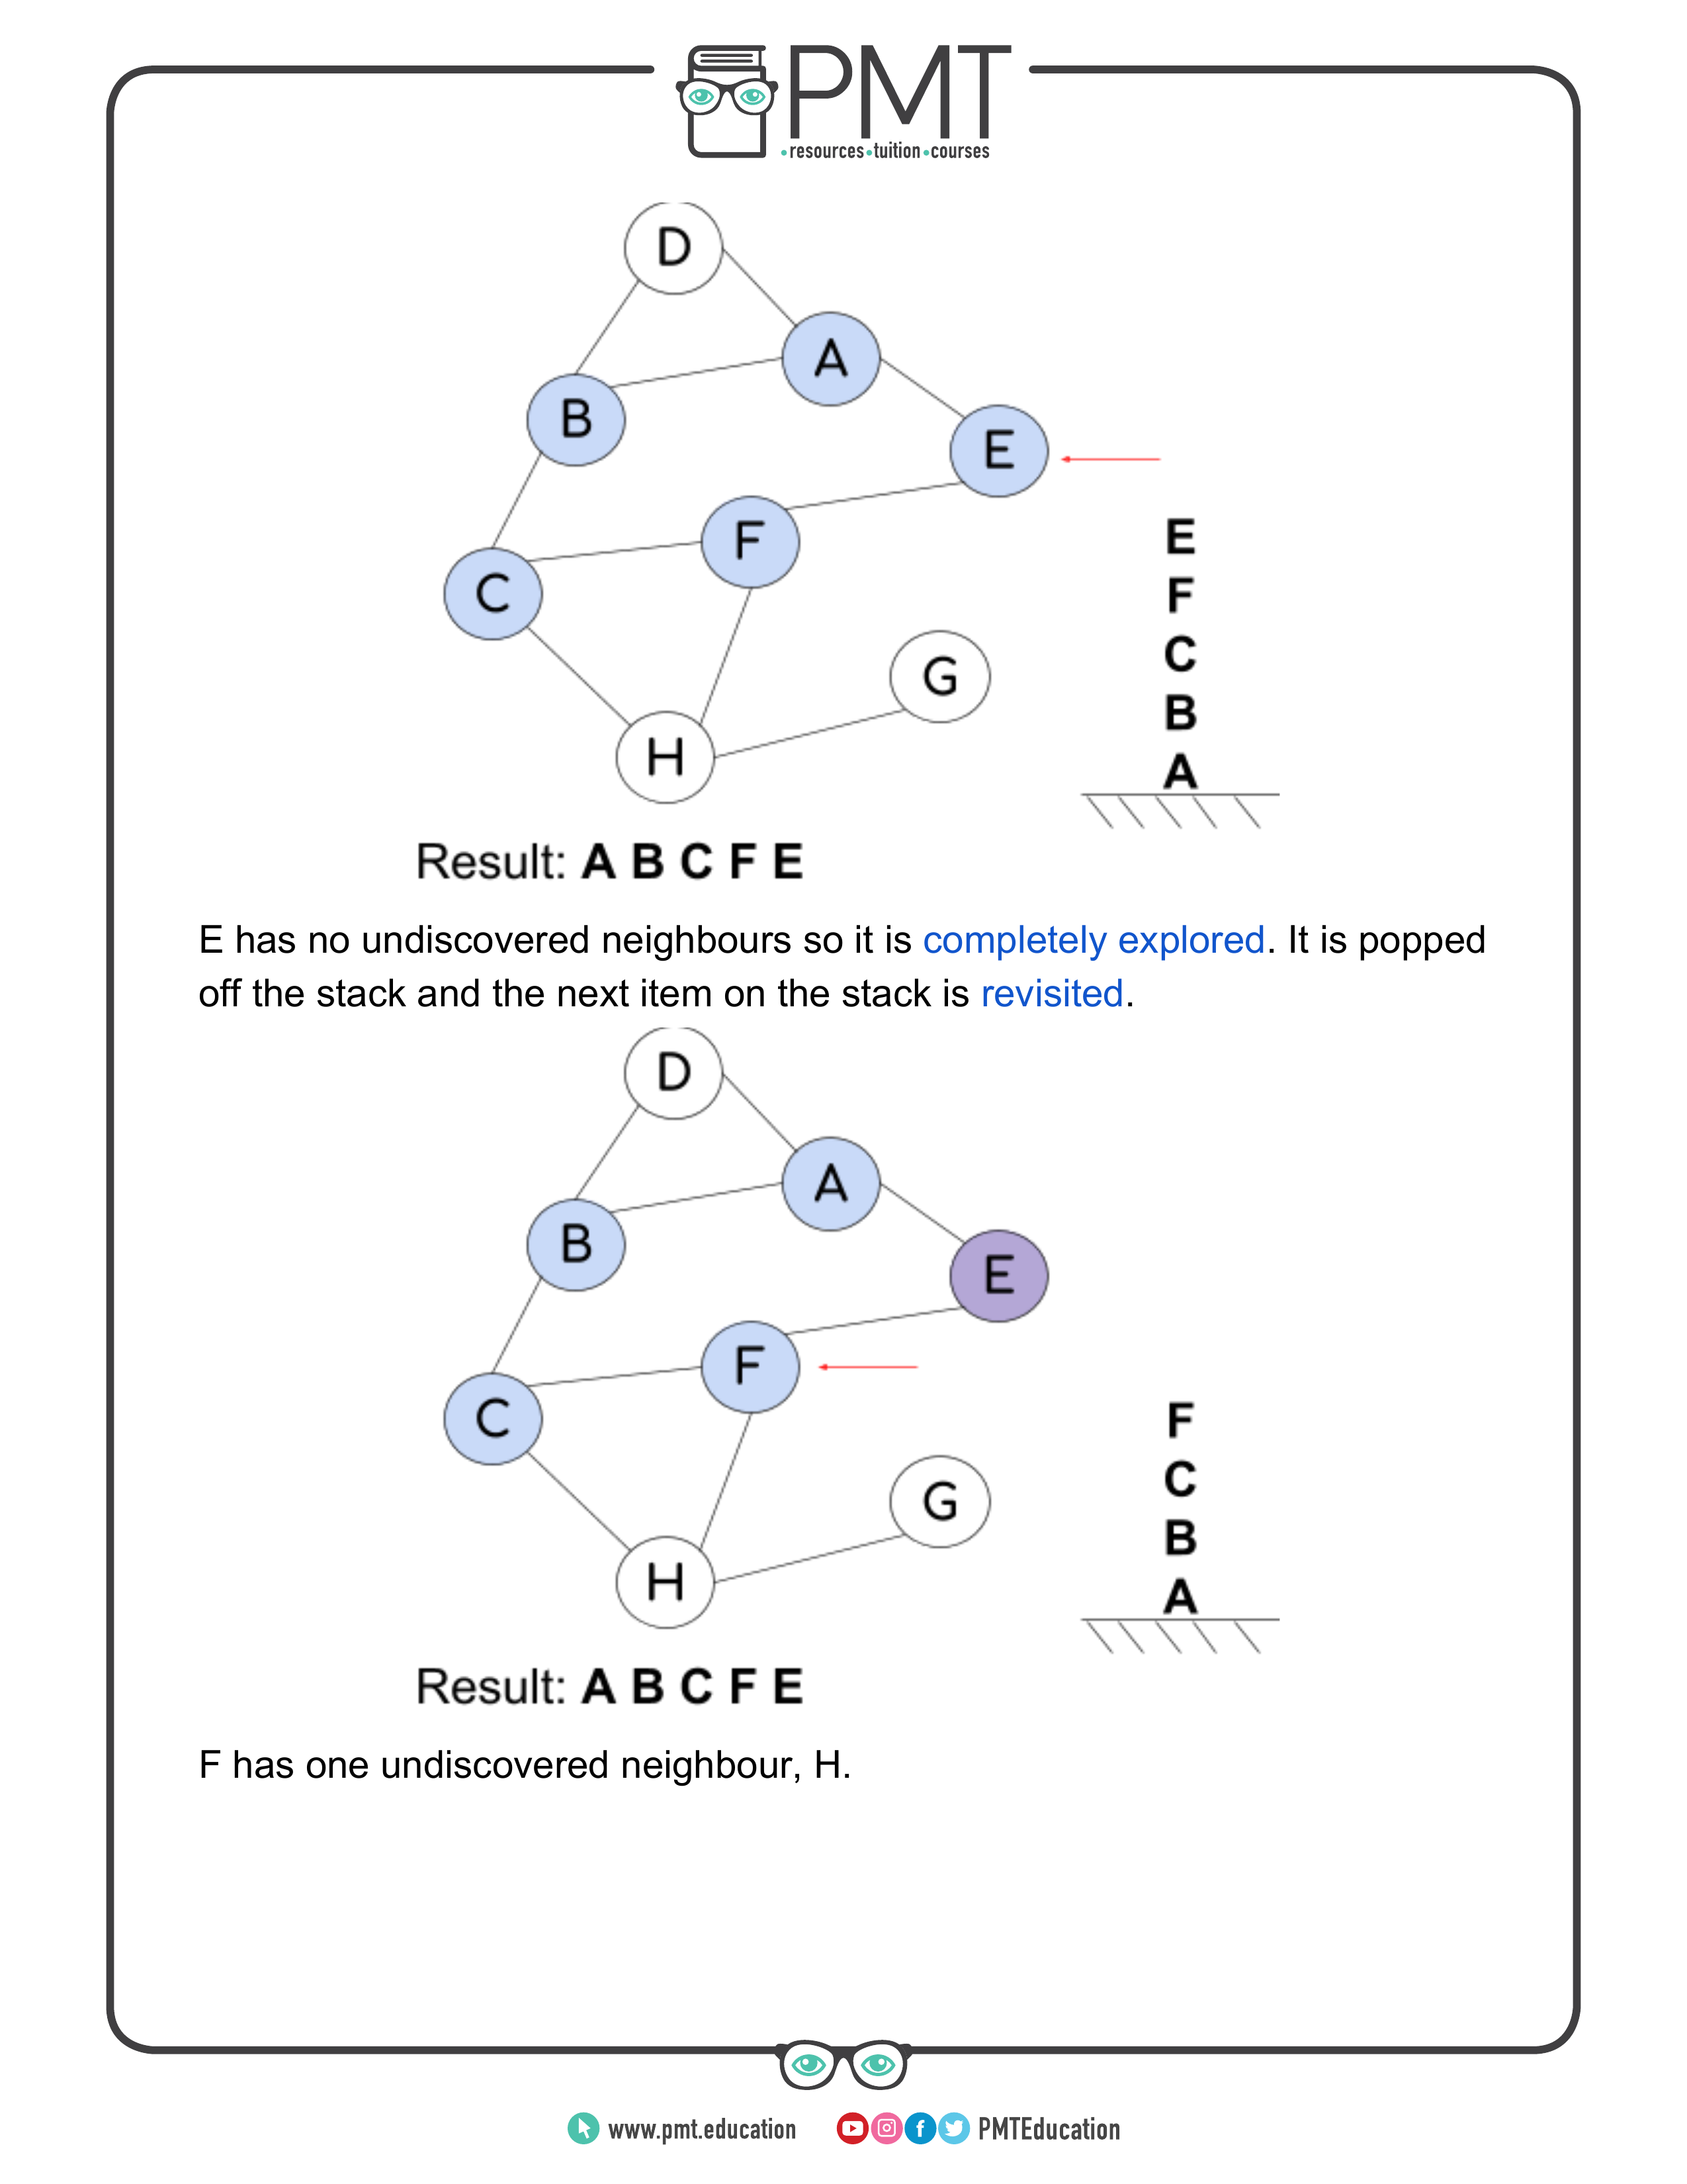 PMT
resources tuition courses
D
A
B
E
F
C
G
H
E
F
C
B
A
Result: A B C F E
E has no undiscovered neighbours so it is completely explored. It is popped
off the stack and the next item on the stack is revisited.
D
A
B
E
F
C
G
H
F
C
B
A
Result: A B C F E
F has one undiscovered neighbour, H.
www.pmt.education PMTEducation